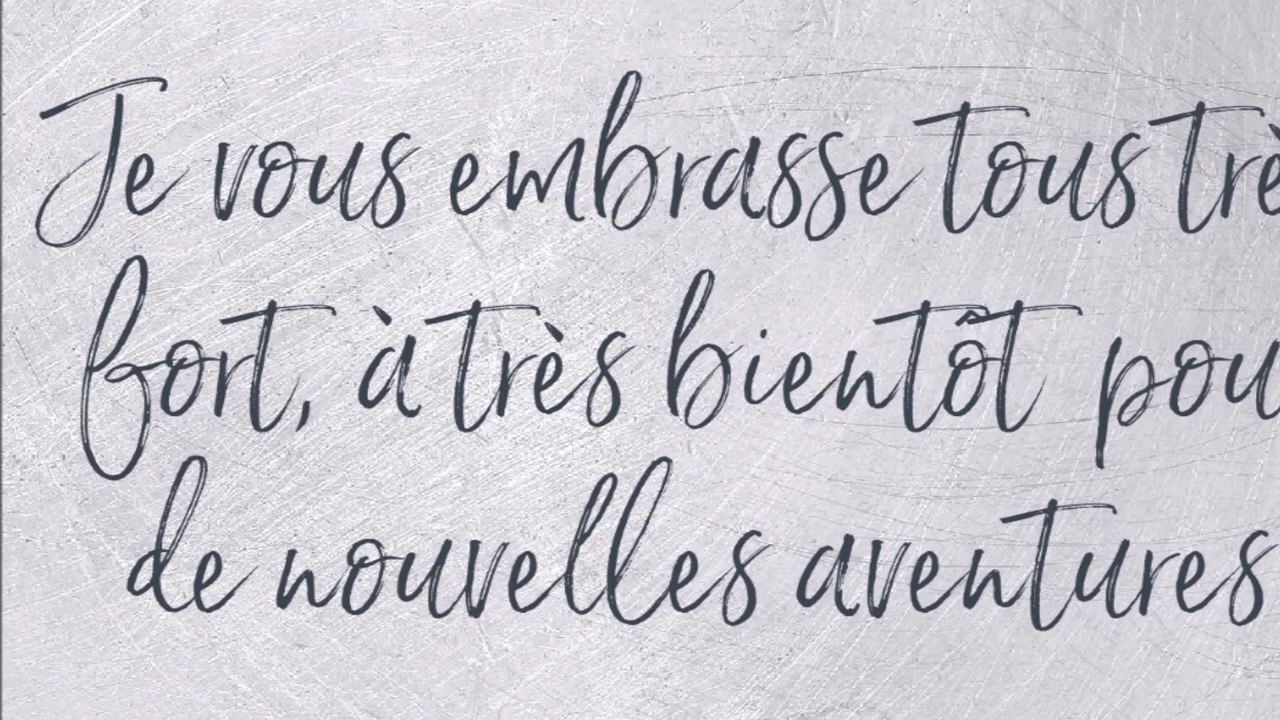 Je vous embrasse tous trè
fort, à très bientôt pou
de nouvelles aventures